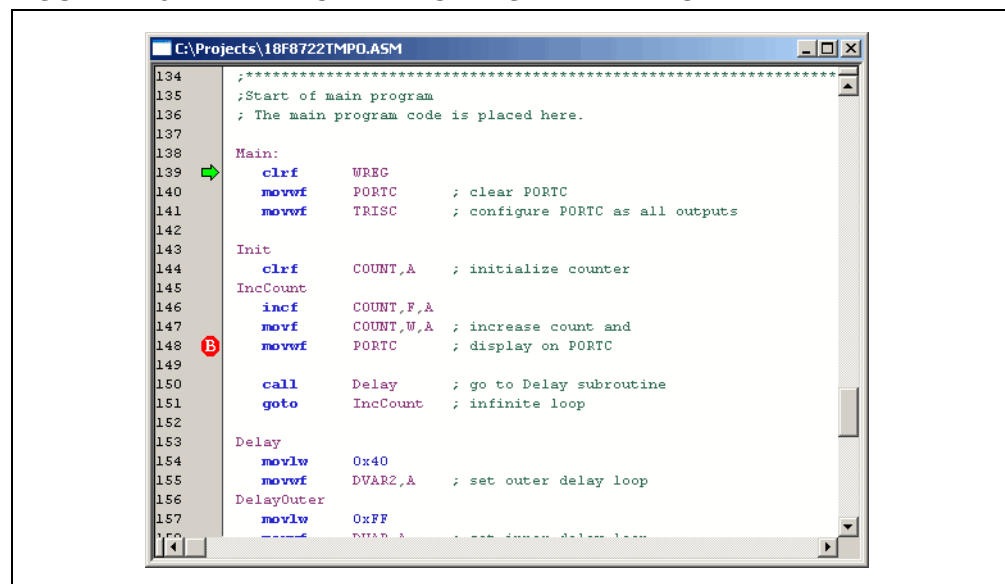 C:\Projects\18F8722TMPO.ASM
134 ;******************************************************************
135 ;Start of main program
136 ; The main program code is placed here.
137
138 Main:
139 clrf WREG
140 movwf PORTC ; clear PORTC
141 movwf TRISC ; configure PORTC as all outputs
142
143 Init
144 clrf COUNT,A ; initialize counter
145 IncCount
146 incf COUNT,F,A
147 movf COUNT,W,A ; increase count and
148 B movwf PORTC ; display on PORTC
149
150 call Delay ; go to Delay subroutine
151 goto IncCount ; infinite loop
152
153 Delay
154 movlw 0x40
155 movwf DVAR2,A ; set outer delay loop
156 DelayOuter
157 movlw 0xFF